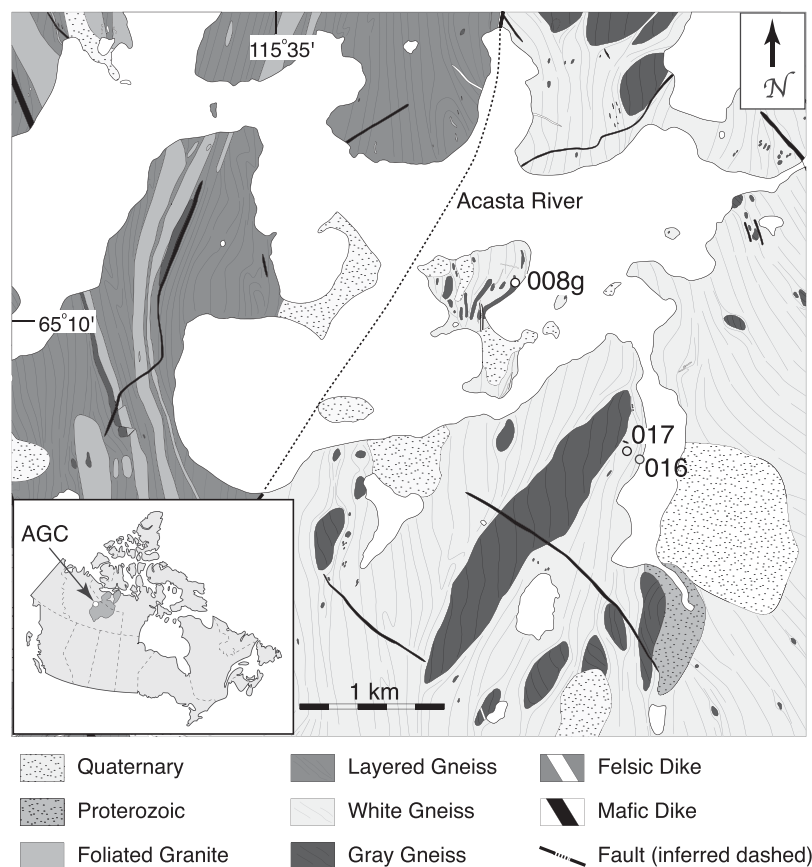 115°35'
N
Acasta River
008g
65°10'
017
016
AGC
1 km
Quaternary
Layered Gneiss
Felsic Dike
Proterozoic
White Gneiss
Mafic Dike
Foliated Granite
Gray Gneiss
Fault (inferred dashed)